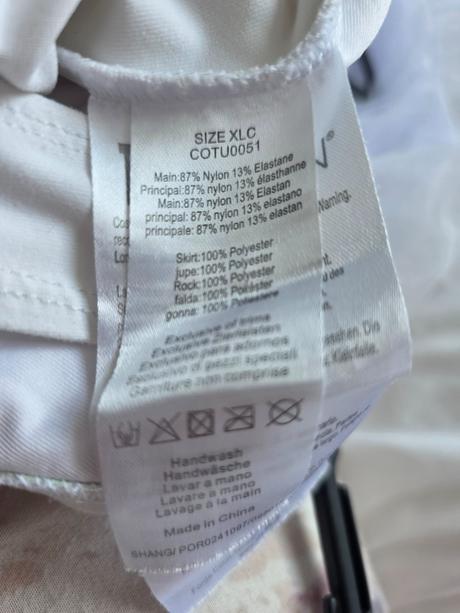 SIZE XLC
COTU0051
Main:87% Nylon 13% Elastane
Principal:87% nylon 13% élasthanne
Main:87% nylon 13% Elastan
principal: 87% nylon 13% elastano
principale: 87% nylon 13% elastan
Skirt:100% Polyester
jupe:100% Polyester
Rock:100% Polyester
falda:100% Poliéster
gonna: 100% Poliestere
Exclusive of trims
Exclusive Zierleisten
Exclusivo para adornos
Exclusivo di pezzi speciali
Garniture non comprise
Handwash
Handwäsche
Lavar a mano
Lavare a mano
Lavage à la main
Made in China
SHANG/
Warning.